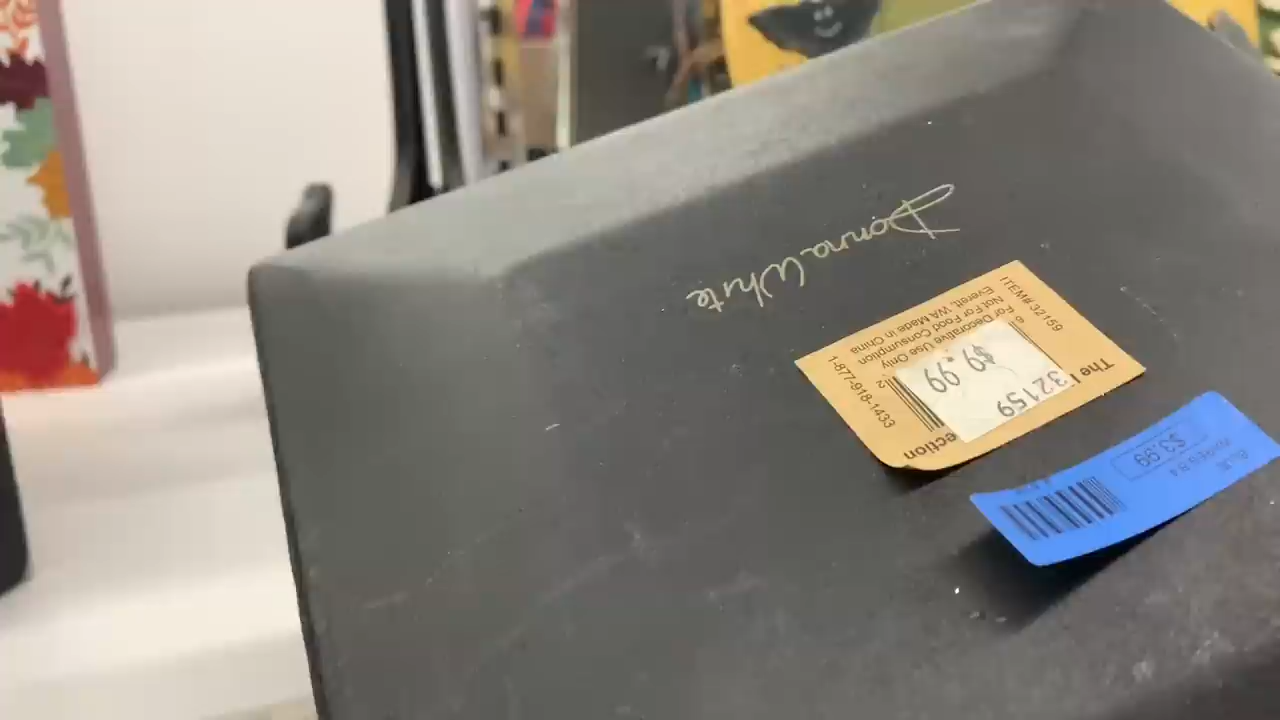 Donna White
The
ection
ITEM# 32159
32159
$9.99
For Decorative Use Only
Not For Food Consumption
Everett, WA Made in China
1-877-918-1433
$3.99